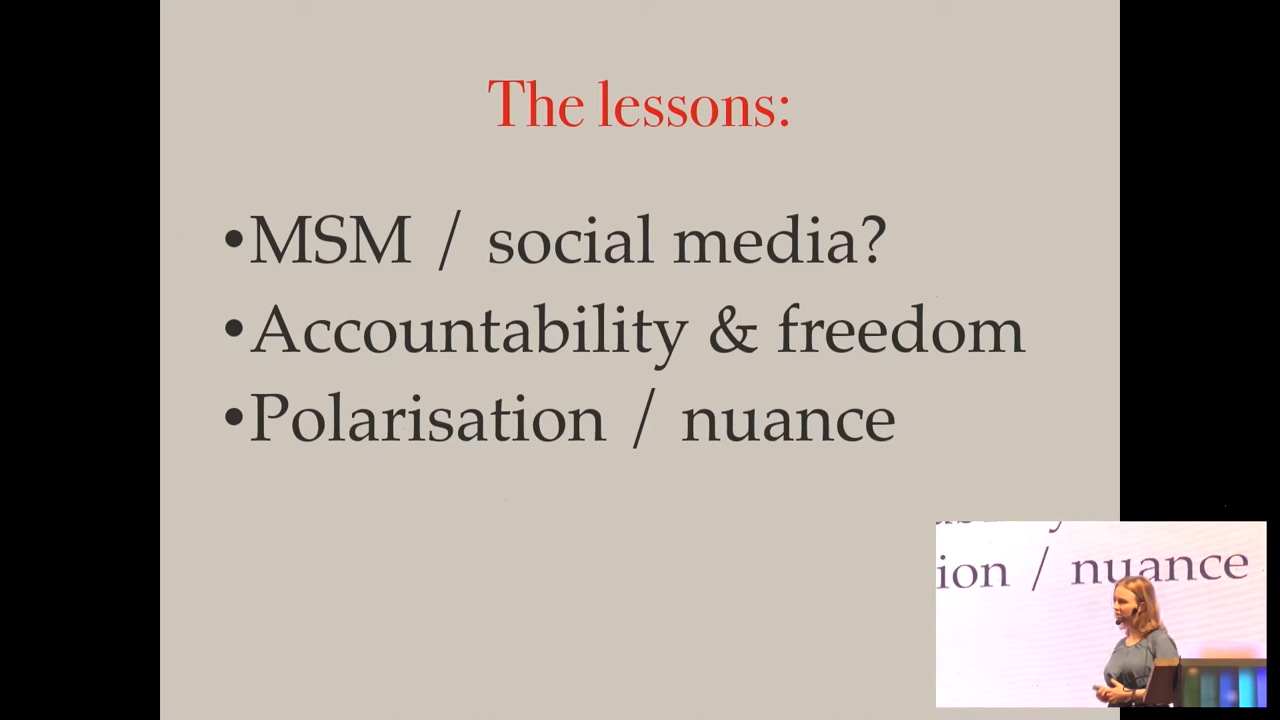 The lessons:
•MSM / social media?
•Accountability & freedom
•Polarisation / nuance
ion / nuance